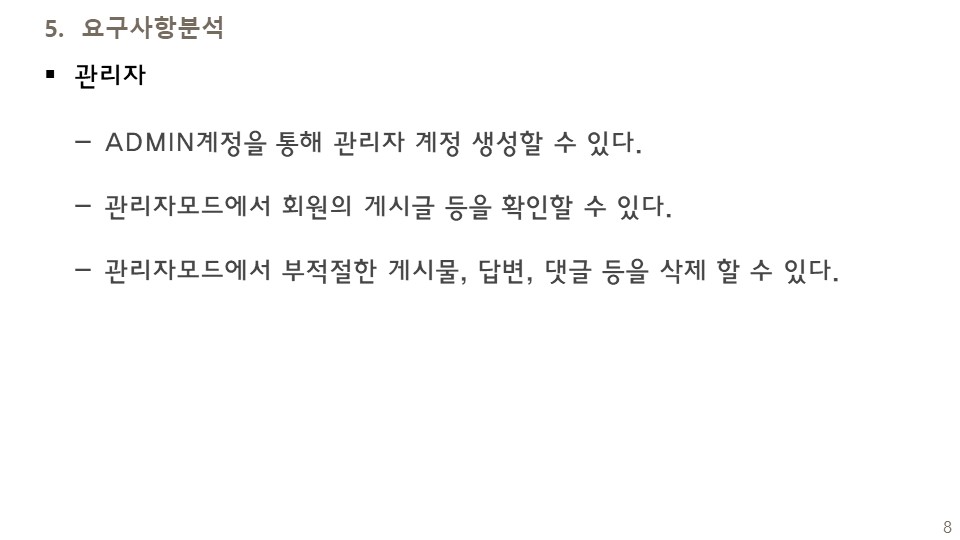 5. 요구사항분석
▪ 관리자
– ADMIN계정을 통해 관리자 계정 생성할 수 있다.
– 관리자모드에서 회원의 게시글 등을 확인할 수 있다.
– 관리자모드에서 부적절한 게시물, 답변, 댓글 등을 삭제 할 수 있다.
8